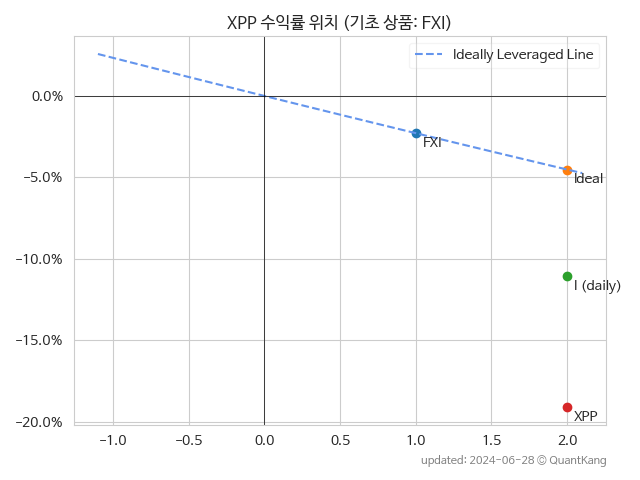 XPP 수익률 위치 (기초 상품: FXI)
Ideally Leveraged Line
0.0%
−5.0%
−10.0%
−15.0%
−20.0%
FXI
Ideal
I (daily)
XPP
−1.0
−0.5
0.0
0.5
1.0
1.5
2.0
updated: 2024-06-28 © QuantKang